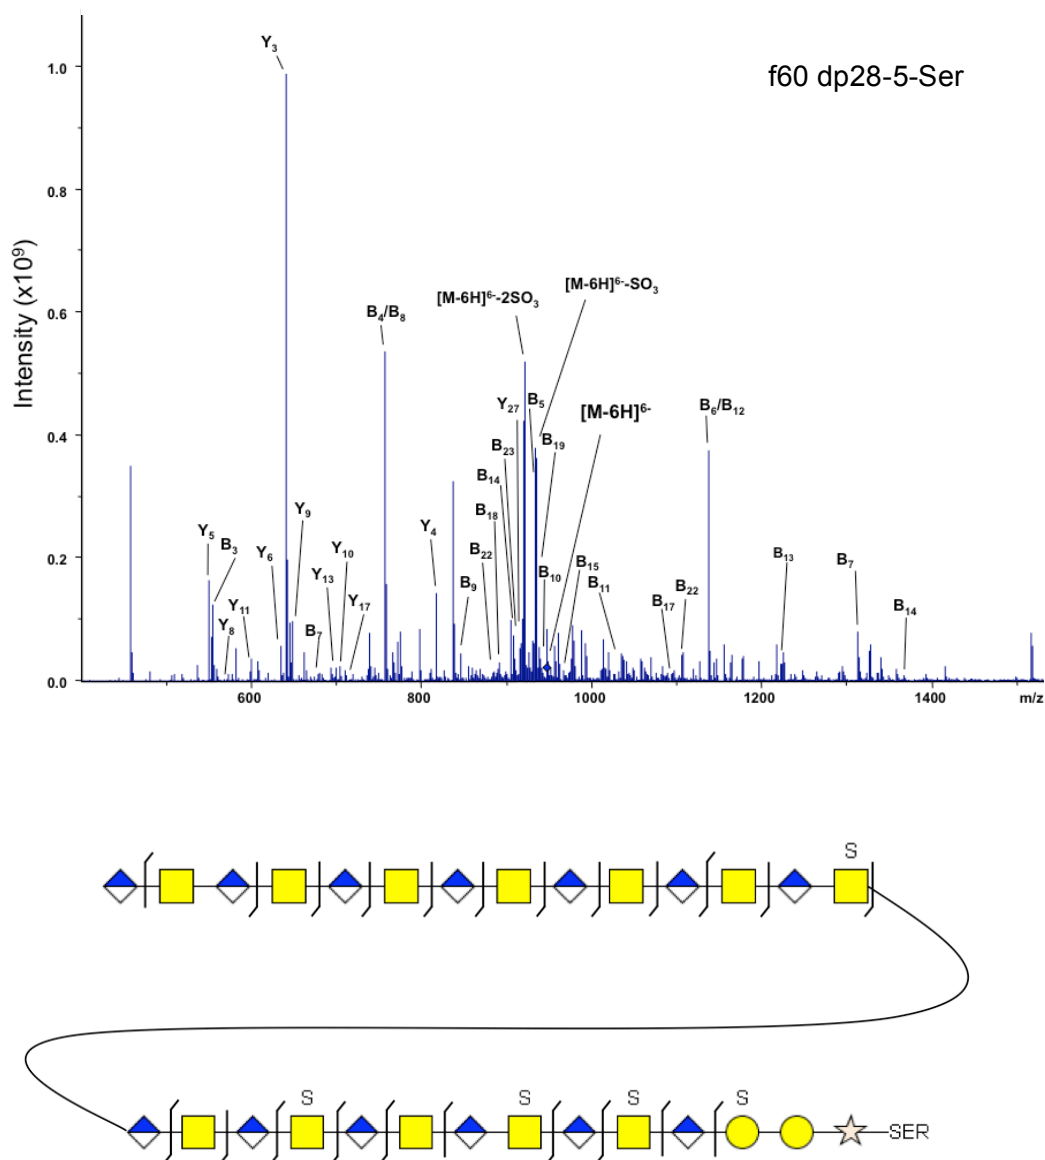 f60 dp28-5-Ser
Intensity (x10⁹)
1.0
0.8
0.6
0.4
0.2
0.0
Y₃
[M-6H]⁶⁻-SO₃
[M-6H]⁶⁻-2SO₃
B₄/B₈
Y₂₇ B₅ [M-6H]⁶⁻ B₆/B₁₂
B₂₃ B₁₉
B₁₄
Y₉ B₁₈
Y₅ B₃ Y₆ Y₁₀ Y₄ B₂₂ B₁₃ B₇
Y₁₃ B₁₀ B₁₅
Y₁₁ Y₁₇ B₉ B₁₁ B₂₂
Y₈ B₇ B₁₇ B₁₄
600 800 1000 1200 1400 m/z
S
S S S S
SER